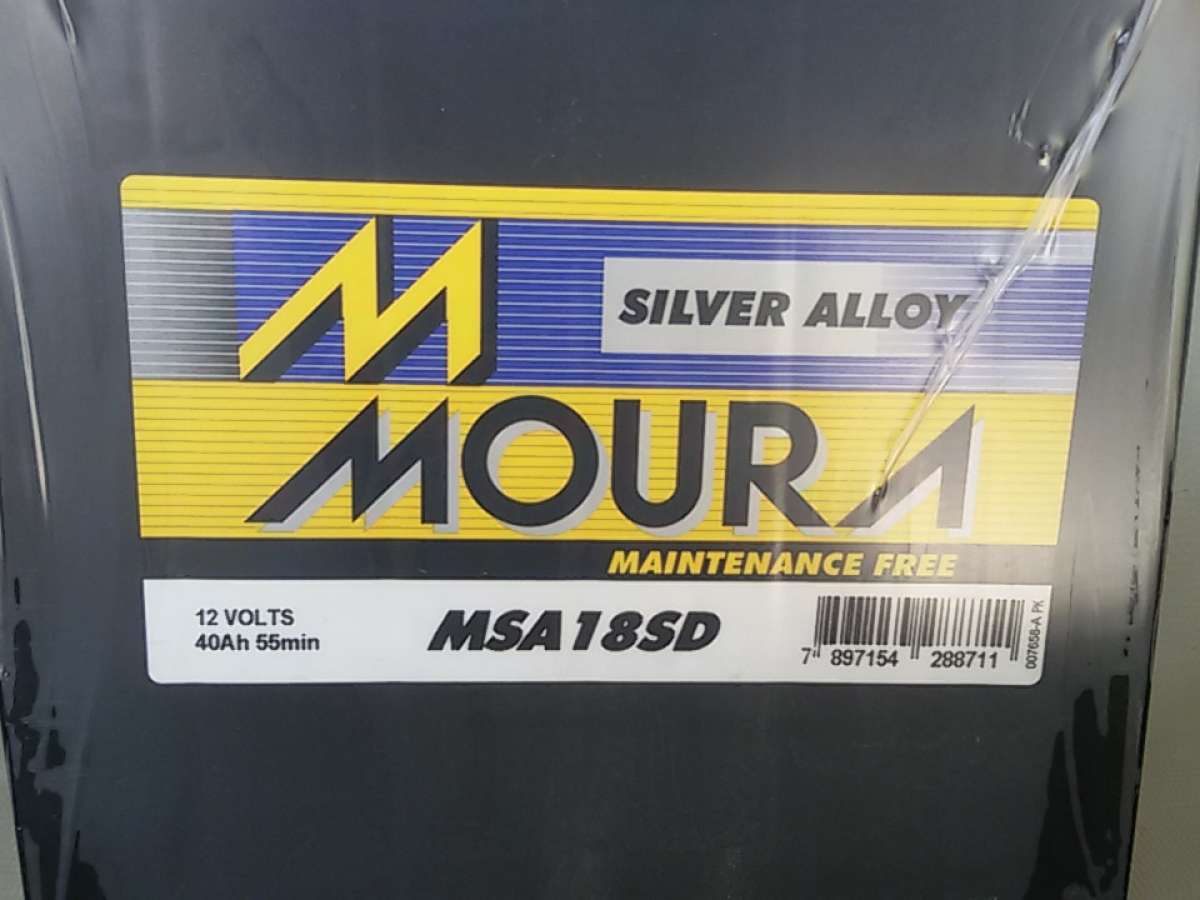 SILVER ALLOY
MOURA
MAINTENANCE FREE
12 VOLTS
40Ah 55min
MSA18SD
7 897154 288711
007658-A PK